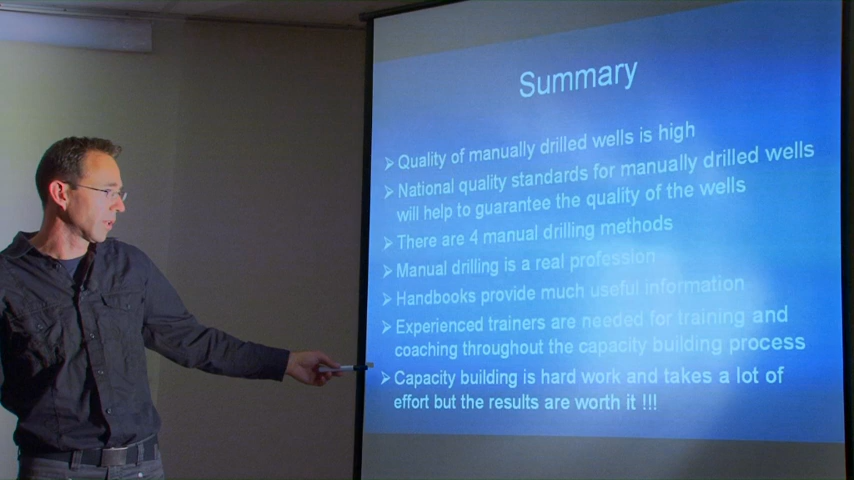 Summary
➢ Quality of manually drilled wells is high
➢ National quality standards for manually drilled wells
will help to guarantee the quality of the wells
➢ There are 4 manual drilling methods
➢ Manual drilling is a real profession
➢ Handbooks provide much useful information
➢ Experienced trainers are needed for training and
coaching throughout the capacity building process
➢ Capacity building is hard work and takes a lot of
effort but the results are worth it !!!